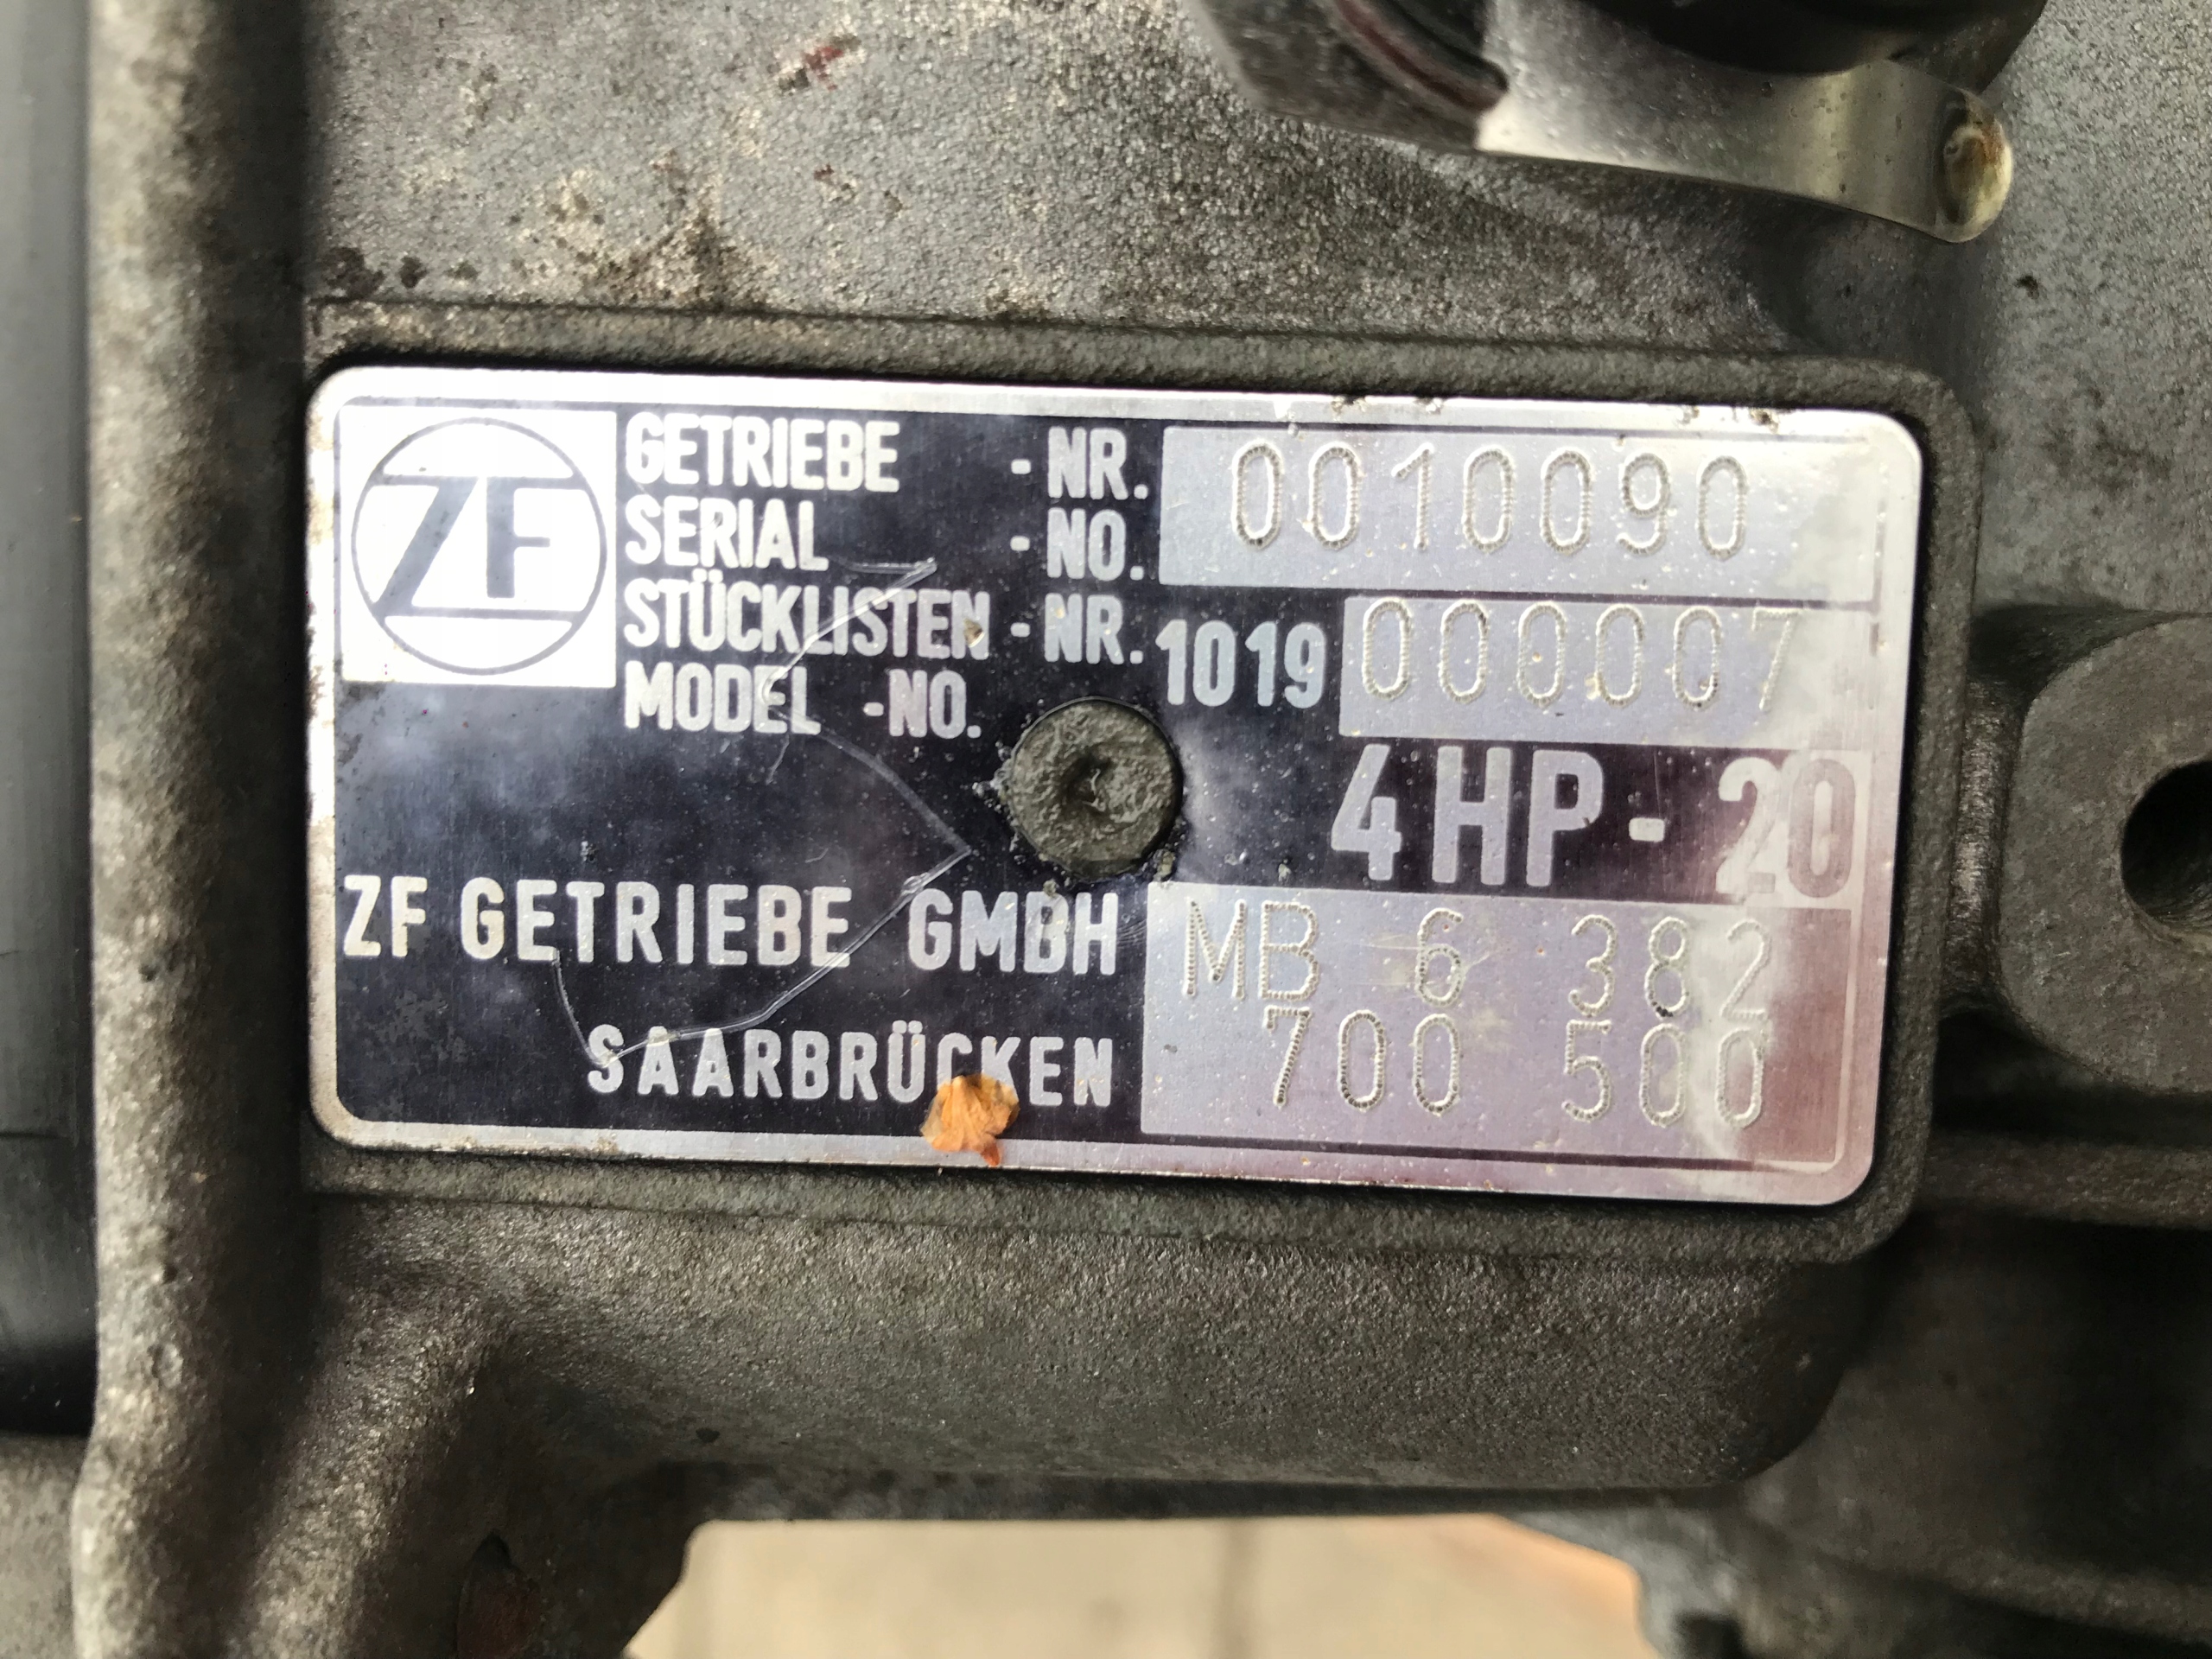 ZF
GETRIEBE - NR. 0010090
SERIAL - NO.
STÜCKLISTEN - NR. 1019 000007
MODEL - NO.
4HP - 20
ZF GETRIEBE GMBH MB 6 382
SAARBRÜCKEN 700 500